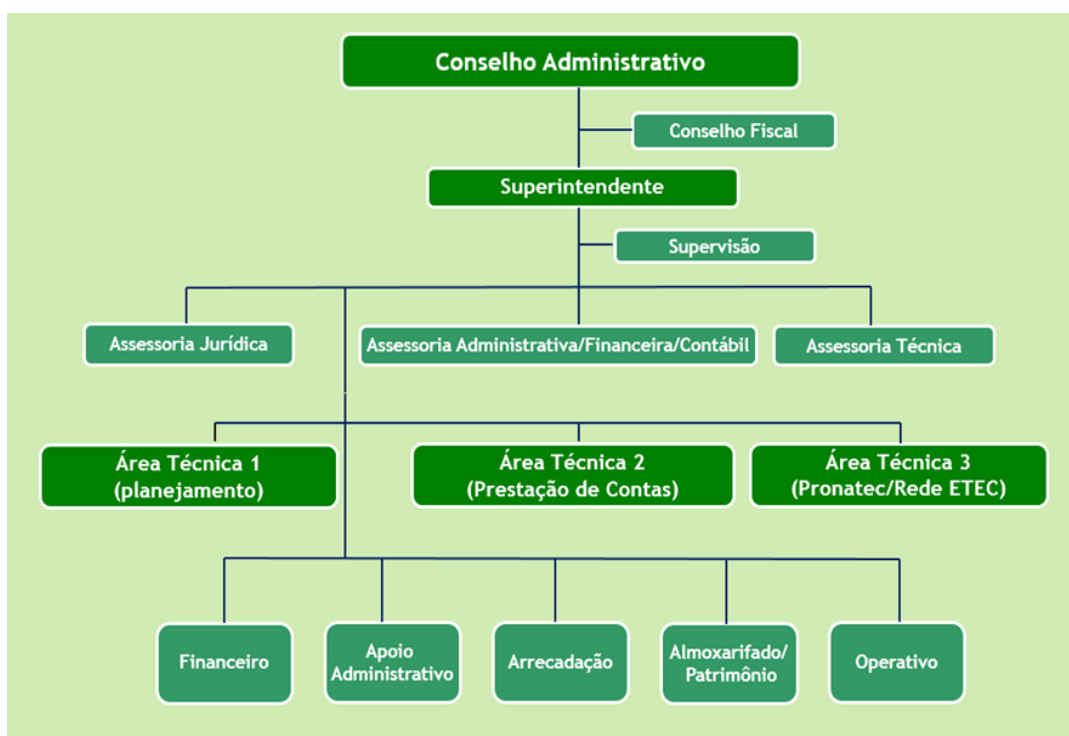 Conselho Administrativo
Conselho Fiscal
Superintendente
Supervisão
Assessoria Jurídica
Assessoria Administrativa/Financeira/Contábil
Assessoria Técnica
Área Técnica 1
(planejamento)
Área Técnica 2
(Prestação de Contas)
Área Técnica 3
(Pronatec/Rede ETEC)
Financeiro
Apoio
Administrativo
Arrecadação
Almoxarifado/
Patrimônio
Operativo